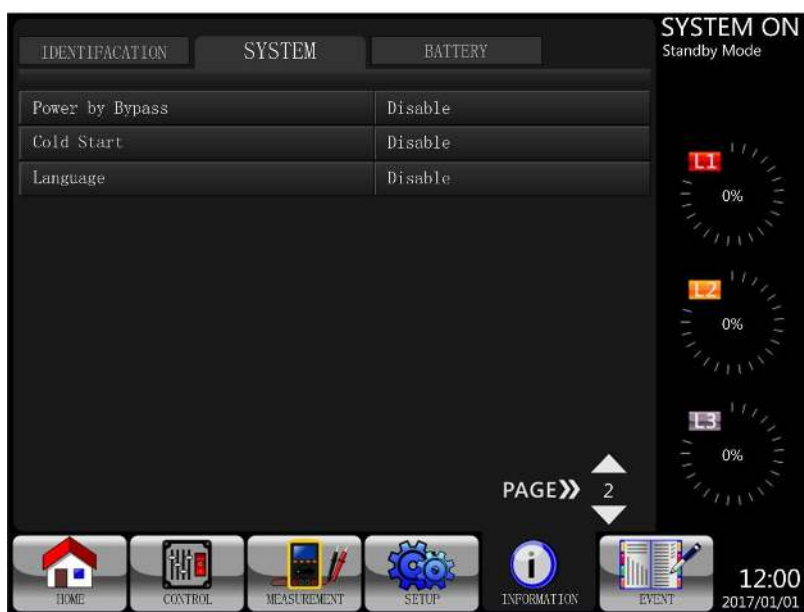 IDENTIFACATION SYSTEM BATTERY
SYSTEM ON
Standby Mode
Power by Bypass Disable
Cold Start Disable
Language Disable
L1
0%
L2
0%
L3
0%
PAGE» 2
HOME CONTROL MEASUREMENT SETUP INFORMATION EVENT
12:00
2017/01/01